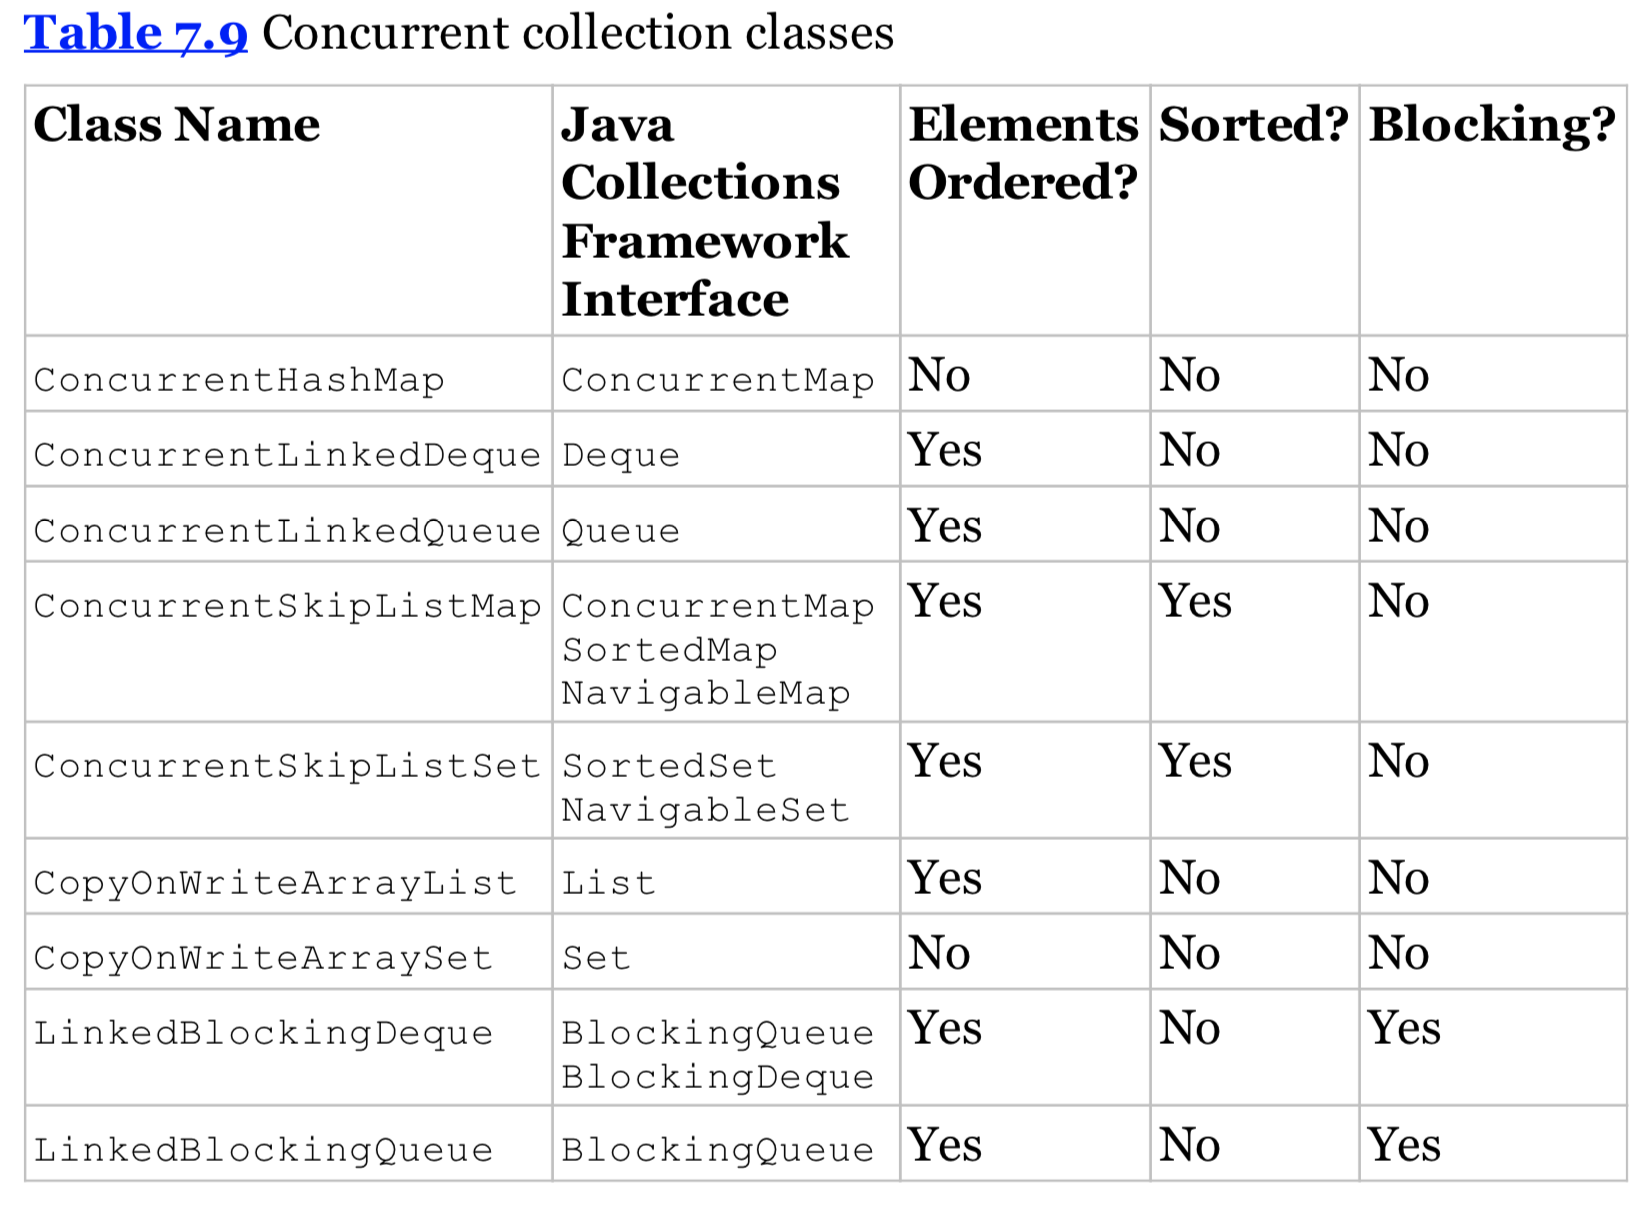 Table 7.9 Concurrent collection classes
Class Name Java Collections Framework Interface Elements Ordered? Sorted? Blocking?
ConcurrentHashMap ConcurrentMap No No No
ConcurrentLinkedDeque Deque Yes No No
ConcurrentLinkedQueue Queue Yes No No
ConcurrentSkipListMap ConcurrentMap SortedMap NavigableMap Yes Yes No
ConcurrentSkipListSet SortedSet NavigableSet Yes Yes No
CopyOnWriteArrayList List Yes No No
CopyOnWriteArraySet Set No No No
LinkedBlockingDeque BlockingQueue BlockingDeque Yes No Yes
LinkedBlockingQueue BlockingQueue Yes No Yes